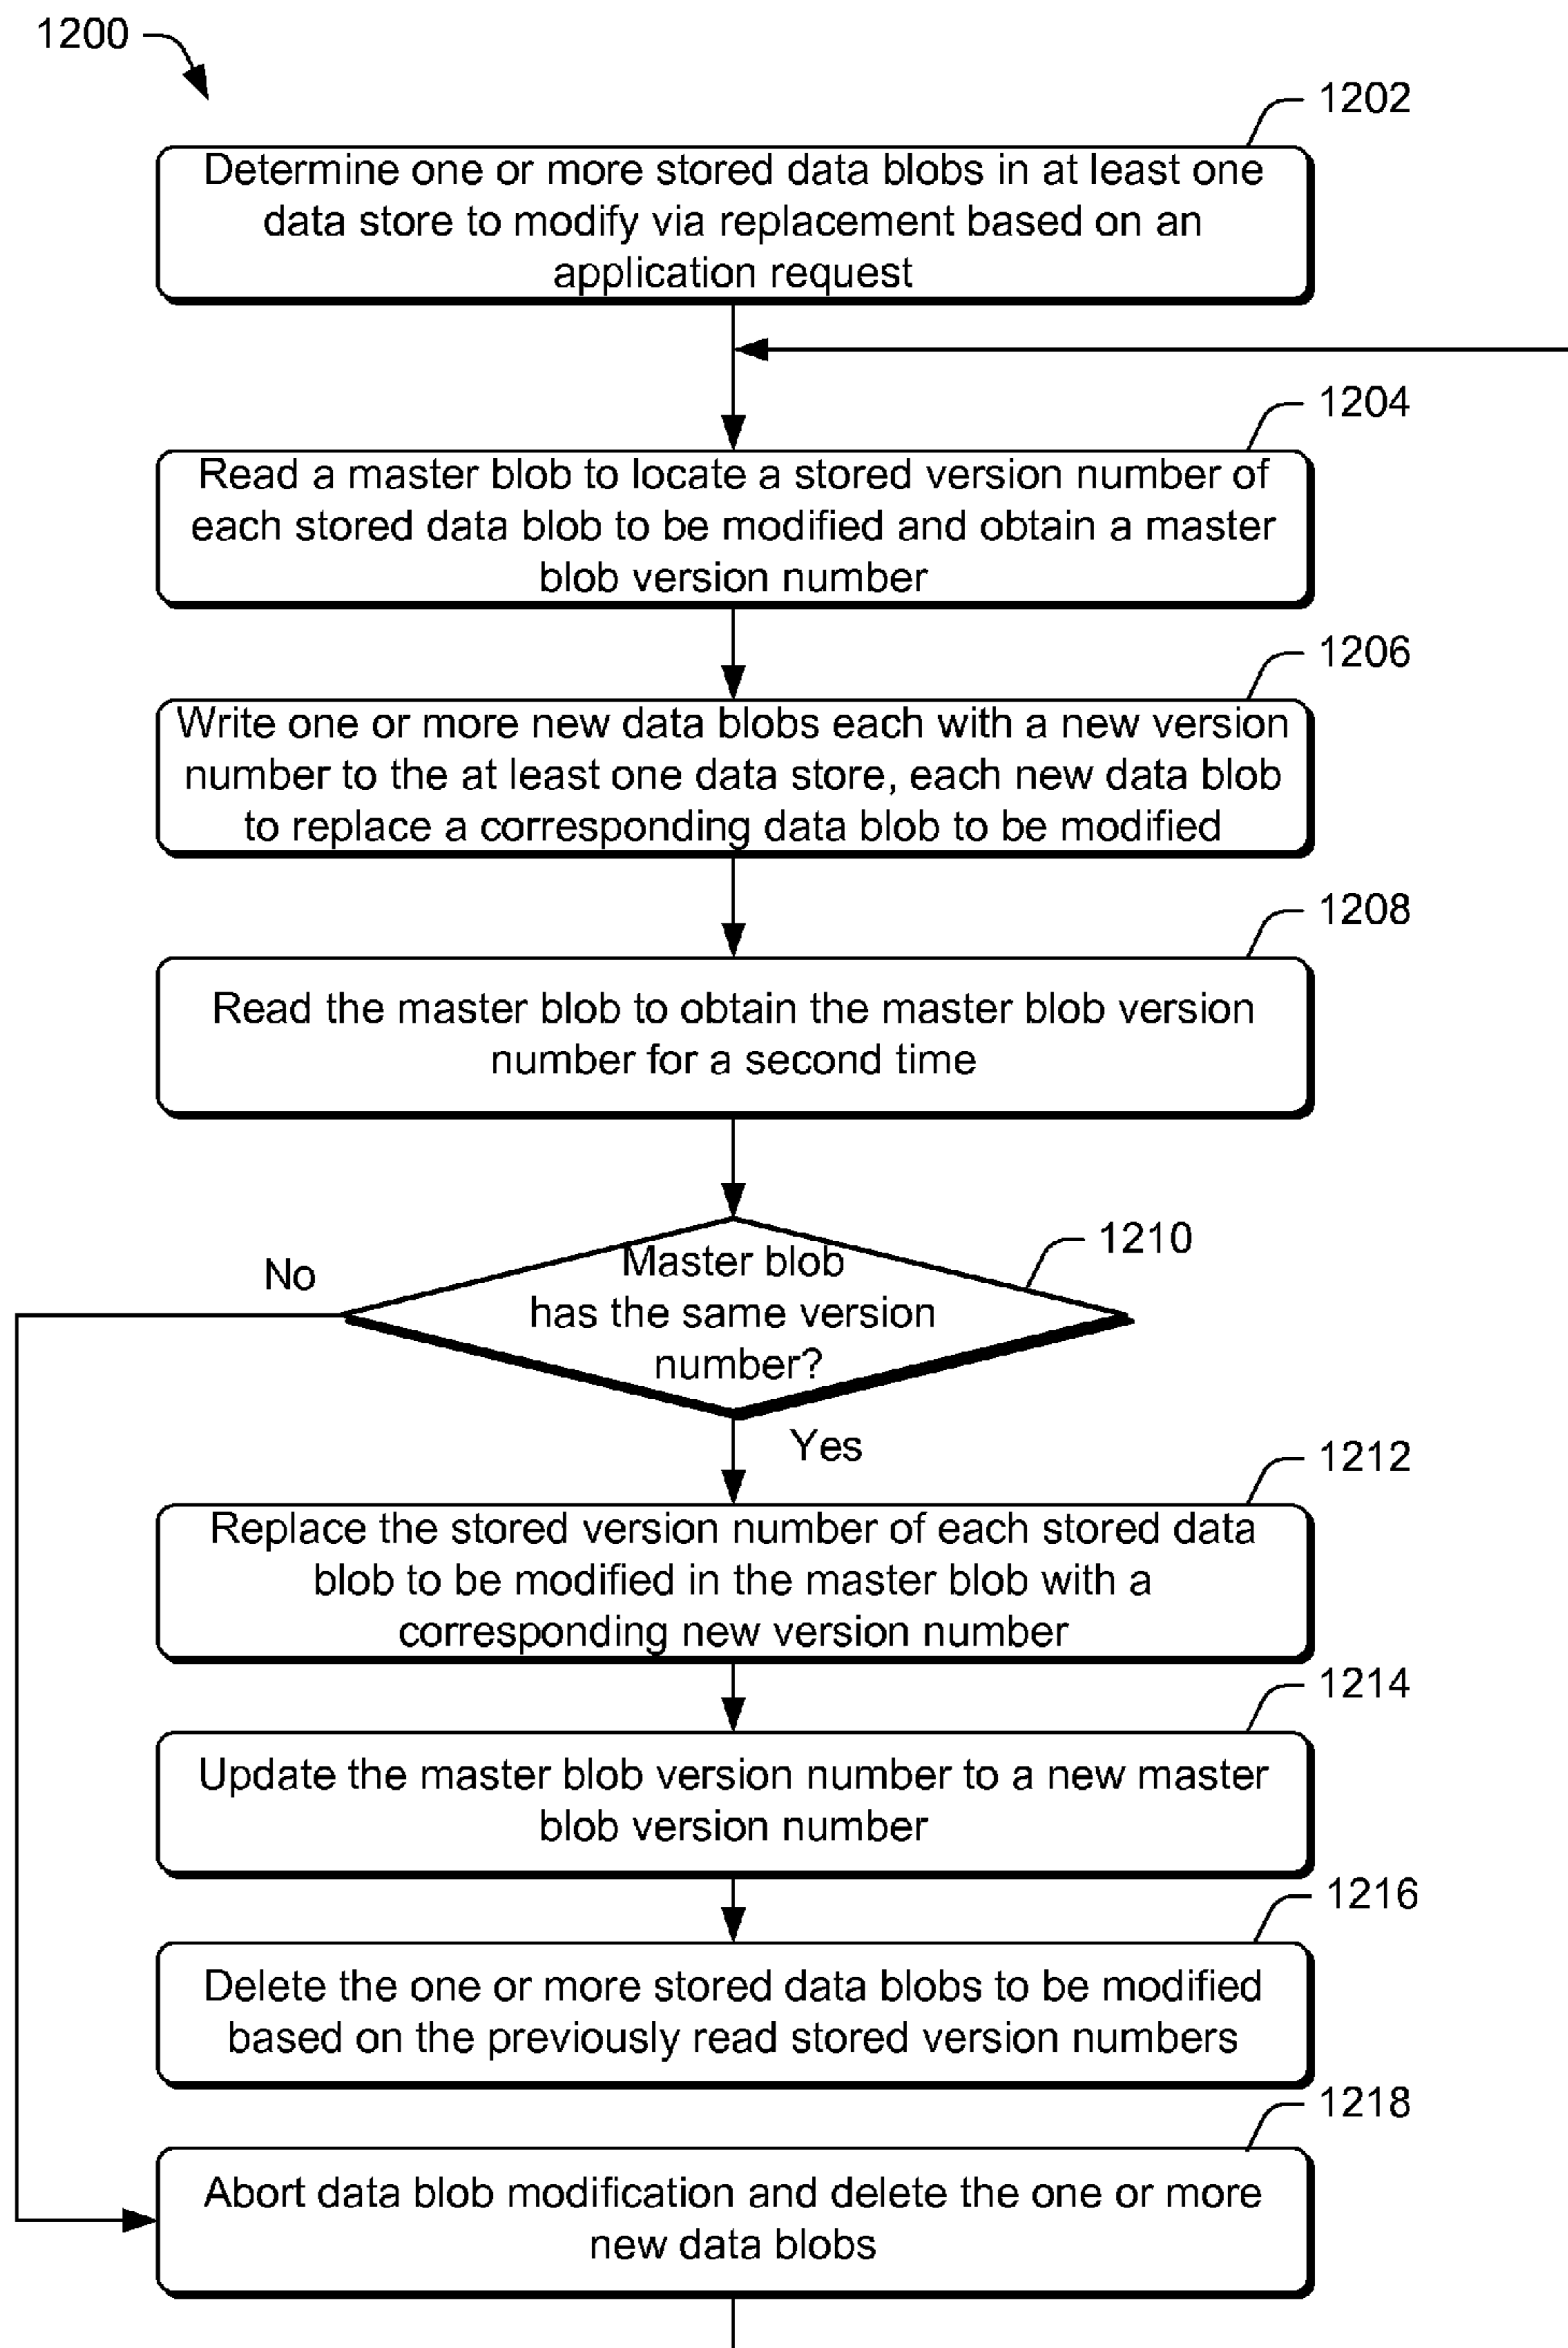 1200
1202
Determine one or more stored data blobs in at least one
data store to modify via replacement based on an
application request
1204
Read a master blob to locate a stored version number of
each stored data blob to be modified and obtain a master
blob version number
1206
Write one or more new data blobs each with a new version
number to the at least one data store, each new data blob
to replace a corresponding data blob to be modified
1208
Read the master blob to obtain the master blob version
number for a second time
1210
No
Master blob
has the same version
number?
Yes
1212
Replace the stored version number of each stored data
blob to be modified in the master blob with a
corresponding new version number
1214
Update the master blob version number to a new master
blob version number
1216
Delete the one or more stored data blobs to be modified
based on the previously read stored version numbers
1218
Abort data blob modification and delete the one or more
new data blobs